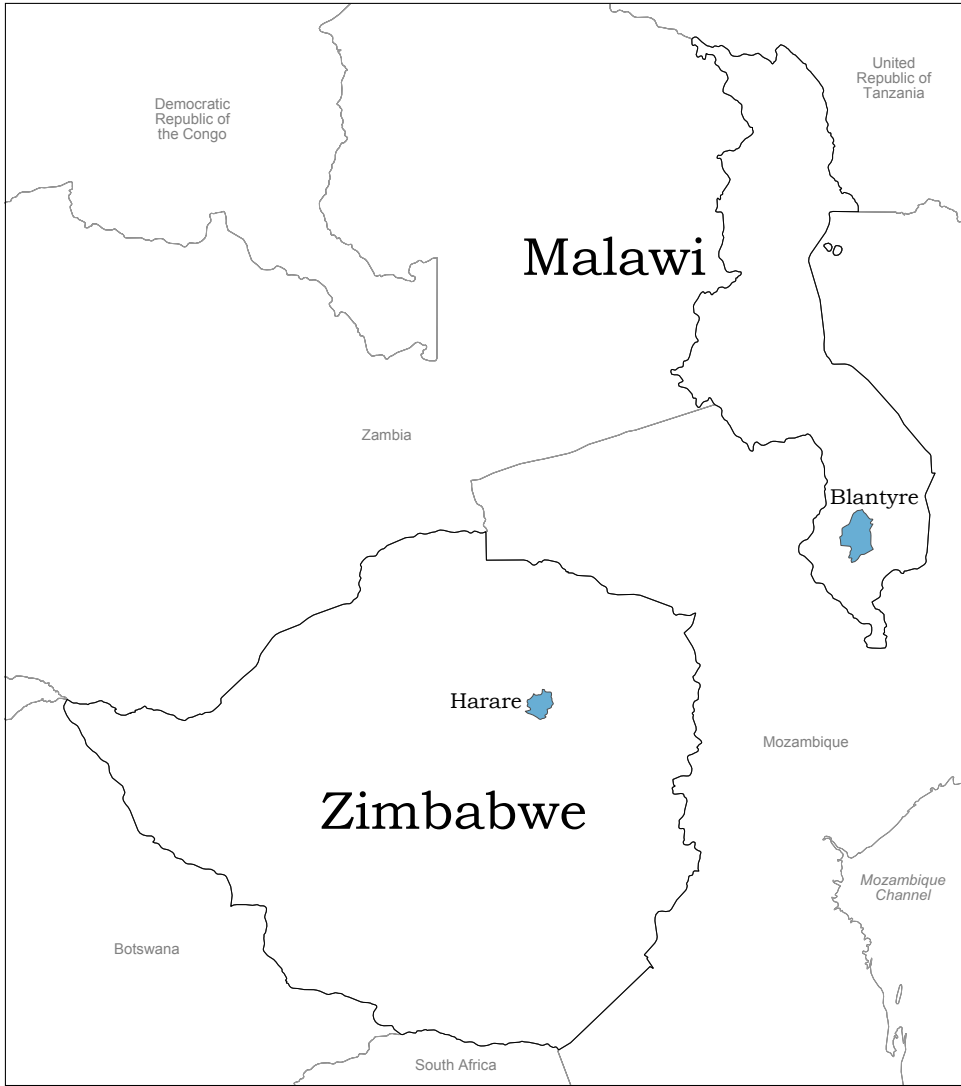 United
Republic of
Tanzania
Democratic
Republic of
the Congo
Malawi
Zambia
Blantyre
Harare
Mozambique
Zimbabwe
Mozambique
Channel
Botswana
South Africa